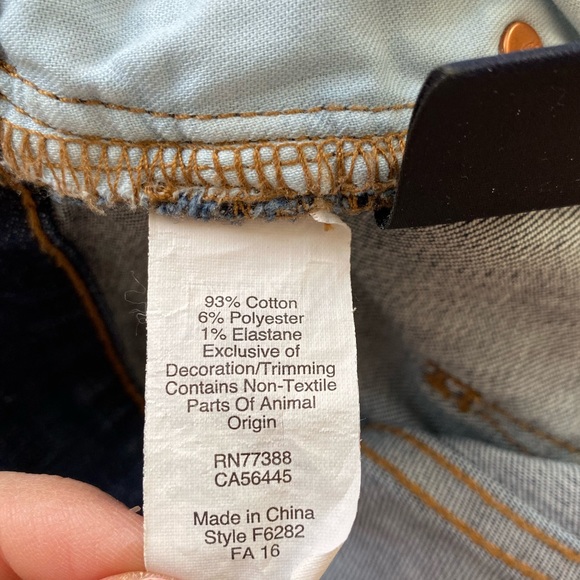 93% Cotton
6% Polyester
1% Elastane
Exclusive of
Decoration/Trimming
Contains Non-Textile
Parts Of Animal
Origin
RN77388
CA56445
Made in China
Style F6282
FA 16